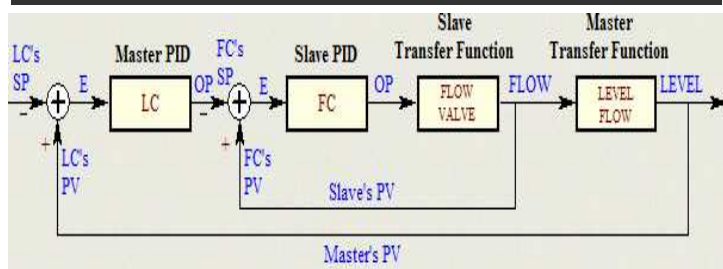 Slave
Master
LC's
Master PID
FC's
Slave PID
Transfer Function
Transfer Function
SP
E
OP
SP
E
OP
FLOW
LEVEL
+
LC
+
FC
FLOW
VALVE
LEVEL
FLOW
-
-
+
LC's
PV
+
FC's
PV
Slave's PV
Master's PV